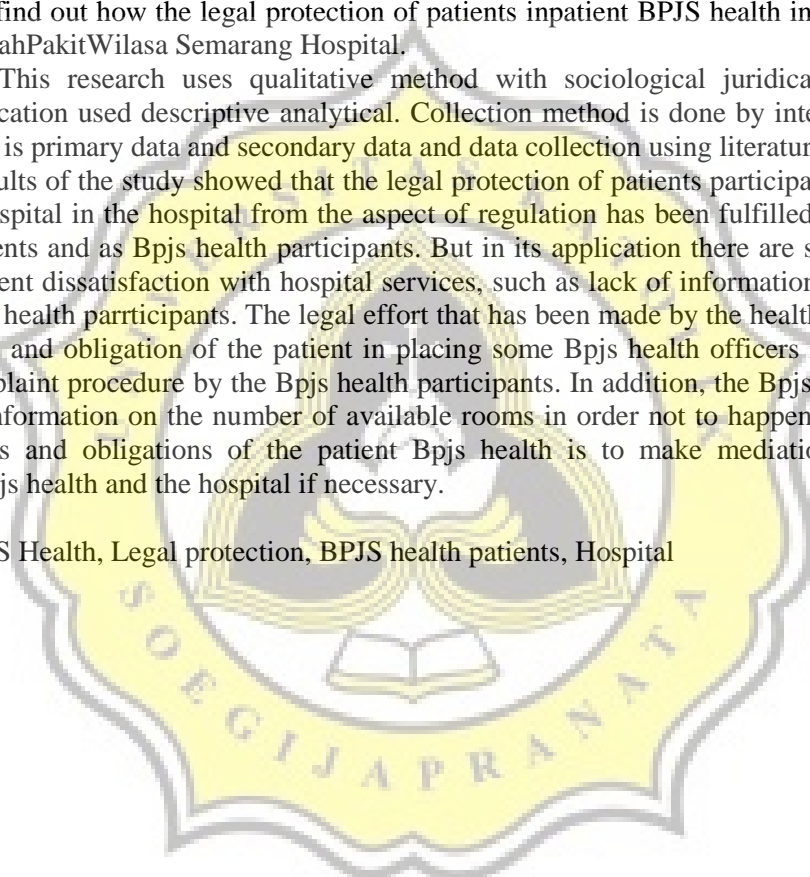 find out how the legal protection of patients inpatient BPJS health in
ahPakitWilasa Semarang Hospital.
This research uses qualitative method with sociological juridica
cation used descriptive analytical. Collection method is done by inte
is primary data and secondary data and data collection using literatur
ults of the study showed that the legal protection of patients participa
spital in the hospital from the aspect of regulation has been fulfilled
ents and as Bpjs health participants. But in its application there are s
ent dissatisfaction with hospital services, such as lack of information
health parrticipants. The legal effort that has been made by the health
and obligation of the patient in placing some Bpjs health officers
plaint procedure by the Bpjs health participants. In addition, the Bpjs
nformation on the number of available rooms in order not to happen
s and obligations of the patient Bpjs health is to make mediatio
js health and the hospital if necessary.
S Health, Legal protection, BPJS health patients, Hospital
UNIVERSITAS KATOLIK
SOEGIJAPRANATA